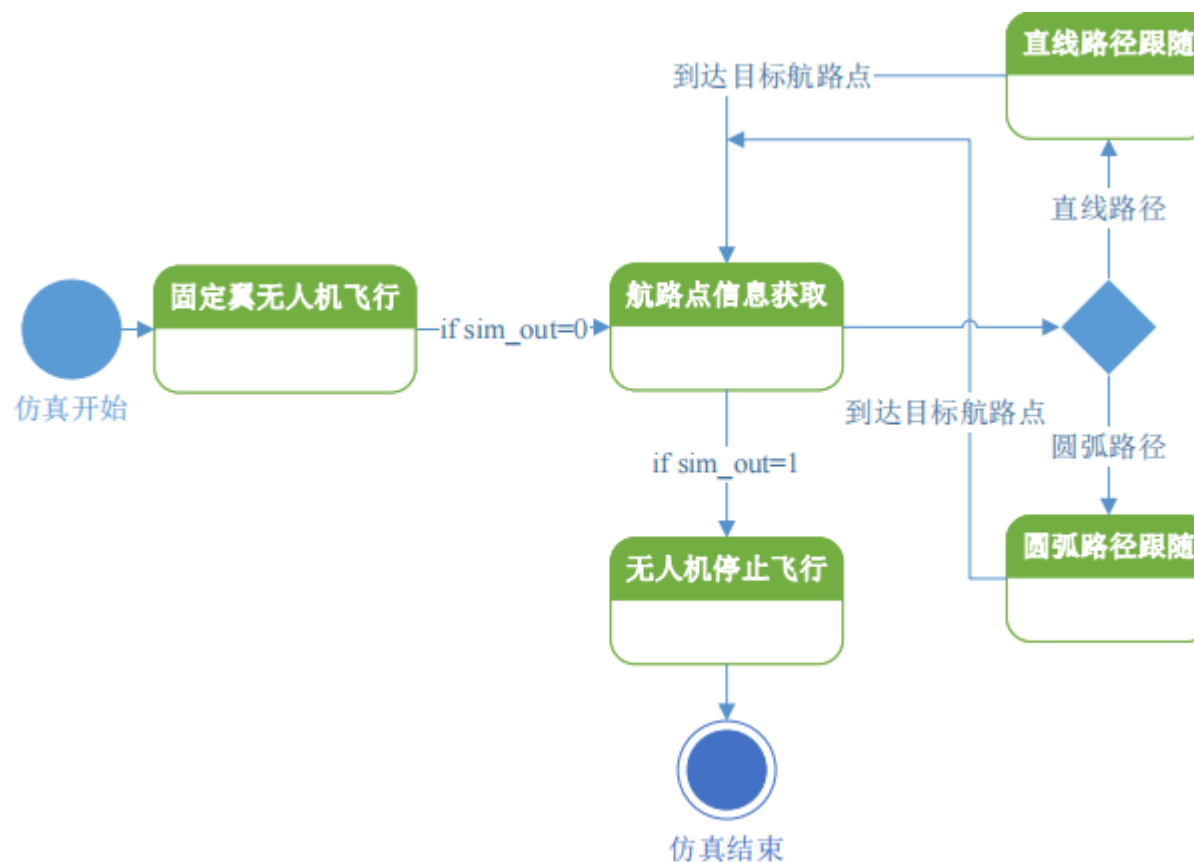 直线路径跟随
到达目标航路点
直线路径
固定翼无人机飞行
if sim_out=0
航路点信息获取
仿真开始
到达目标航路点
圆弧路径
if sim_out=1
无人机停止飞行
圆弧路径跟随
仿真结束